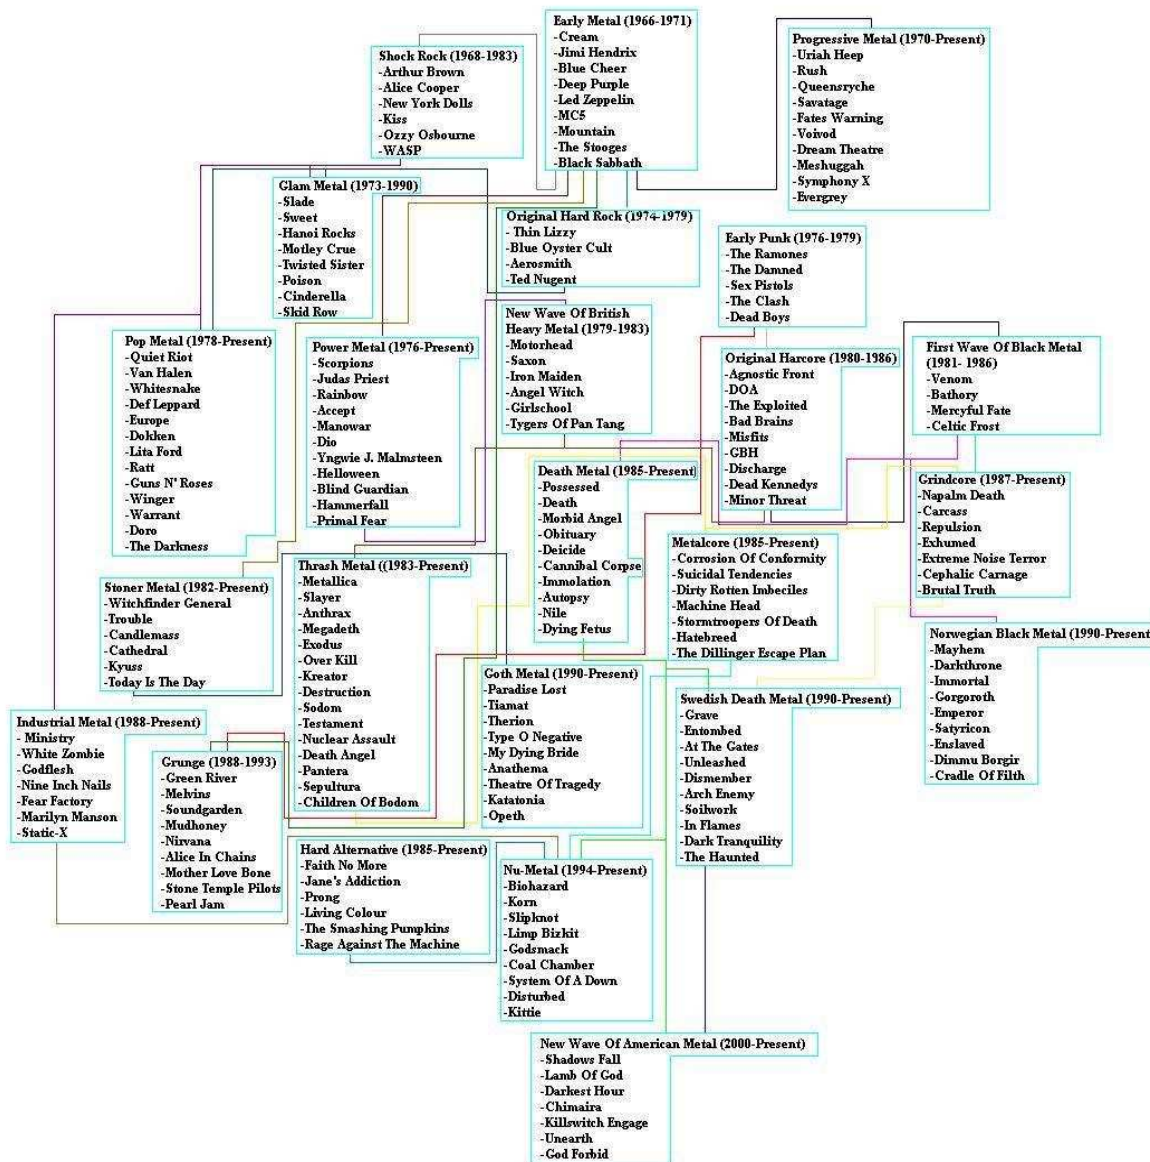 Early Metal (1966-1971)
-Cream
-Jimi Hendrix
-Blue Cheer
-Deep Purple
-Led Zeppelin
-MC5
-Mountain
-The Stooges
-Black Sabbath
Shock Rock (1968-1983)
-Arthur Brown
-Alice Cooper
-New York Dolls
-Kiss
-Ozzy Osbourne
-WASP
Progressive Metal (1970-Present)
-Uriah Heep
-Rush
-Queensryche
-Savatage
-Fates Warning
-Voivod
-Dream Theatre
-Meshuggah
-Symphony X
-Evergrey
Glam Metal (1973-1990)
-Slade
-Sweet
-Hanoi Rocks
-Motley Crue
-Twisted Sister
-Poison
-Cinderella
-Skid Row
Original Hard Rock (1974-1979)
- Thin Lizzy
-Blue Oyster Cult
-Aerosmith
-Ted Nugent
Early Punk (1976-1979)
-The Ramones
-The Damned
-Sex Pistols
-The Clash
-Dead Boys
New Wave Of British
Heavy Metal (1979-1983)
-Motorhead
-Saxon
-Iron Maiden
-Angel Witch
-Girlschool
-Tygers Of Pan Tang
Pop Metal (1978-Present)
-Quiet Riot
-Van Halen
-Whitesnake
-Def Leppard
-Europe
-Dokken
-Lita Ford
-Ratt
-Guns N' Roses
-Winger
-Warrant
-Doro
-The Darkness
Power Metal (1976-Present)
-Scorpions
-Judas Priest
-Rainbow
-Accept
-Manowar
-Dio
-Yngwie J. Malmsteen
-Helloween
-Blind Guardian
-Hammerfall
-Primal Fear
Original Harcore (1980-1986)
-Agnostic Front
-DOA
-The Exploited
-Bad Brains
-Misfits
-GBH
-Discharge
-Dead Kennedys
-Minor Threat
First Wave Of Black Metal
(1981- 1986)
-Venom
-Bathory
-Mercyful Fate
-Celtic Frost
Death Metal (1985-Present)
-Possessed
-Death
-Morbid Angel
-Obituary
-Deicide
-Cannibal Corpse
-Immolation
-Autopsy
-Nile
-Dying Fetus
Grindcore (1987-Present)
-Napalm Death
-Carcass
-Repulsion
-Exhumed
-Extreme Noise Terror
-Cephalic Carnage
-Brutal Truth
Metalcore (1985-Present)
-Corrosion Of Conformity
-Suicidal Tendencies
-Dirty Rotten Imbeciles
-Machine Head
-Stormtroopers Of Death
-Hatebreed
-The Dillinger Escape Plan
Stoner Metal (1982-Present)
-Witchfinder General
-Trouble
-Candlemass
-Cathedral
-Kyuss
-Today Is The Day
Thrash Metal ((1983-Present)
-Metallica
-Slayer
-Anthrax
-Megadeth
-Exodus
-Over Kill
-Kreator
-Destruction
-Sodom
-Testament
-Nuclear Assault
-Death Angel
-Pantera
-Sepultura
-Children Of Bodom
Norwegian Black Metal (1990-Present)
-Mayhem
-Darkthrone
-Immortal
-Gorgoroth
-Emperor
-Satyricon
-Enslaved
-Dimmu Borgir
-Cradle Of Filth
Goth Metal (1990-Present)
-Paradise Lost
-Tiamat
-Therion
-Type O Negative
-My Dying Bride
-Anathema
-Theatre Of Tragedy
-Katatonia
-Opeth
Swedish Death Metal (1990-Present)
-Grave
-Entombed
-At The Gates
-Unleashed
-Dismember
-Arch Enemy
-Soilwork
-In Flames
-Dark Tranquility
-The Haunted
Industrial Metal (1988-Present)
- Ministry
-White Zombie
-Godflesh
-Nine Inch Nails
-Fear Factory
-Marilyn Manson
-Static-X
Grunge (1988-1993)
-Green River
-Melvins
-Soundgarden
-Mudhoney
-Nirvana
-Alice In Chains
-Mother Love Bone
-Stone Temple Pilots
-Pearl Jam
Hard Alternative (1985-Present)
-Faith No More
-Jane's Addiction
-Prong
-Living Colour
-The Smashing Pumpkins
-Rage Against The Machine
Nu-Metal (1994-Present)
-Biohazard
-Korn
-Slipknot
-Limp Bizkit
-Godsmack
-Coal Chamber
-System Of A Down
-Disturbed
-Kittie
New Wave Of American Metal (2000-Present)
-Shadows Fall
-Lamb Of God
-Darkest Hour
-Chimaira
-Killswitch Engage
-Unearth
-God Forbid